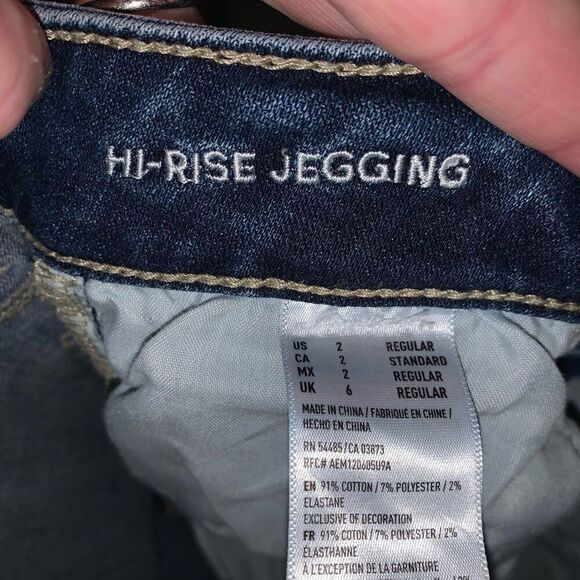 HI-RISE JEGGING
US 2 REGULAR
CA 2 STANDARD
MX 2 REGULAR
UK 6 REGULAR
MADE IN CHINA / FABRIQUÉ EN CHINE /
HECHO EN CHINA
RN 54485/CA 03873
RFC# AEM120605U9A
EN 91% COTTON / 7% POLYESTER / 2%
ELASTANE
EXCLUSIVE OF DECORATION
FR 91% COTON / 7% POLYESTER / 2%
ÉLASTHANNE
À L'EXCEPTION DE LA GARNITURE